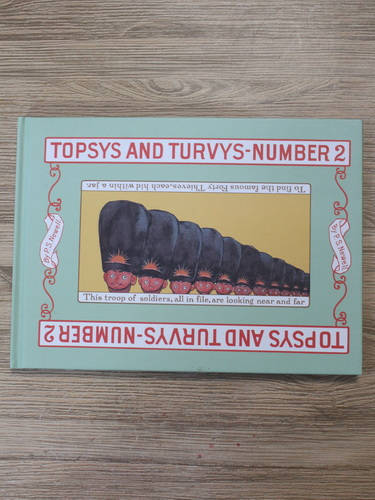 TOPSYS AND TURVYS-NUMBER 2
To find the famous Forty Thieves, each hid within a jar.
By P.S. Newell
By P.S. Newell
This troop of soldiers, all in file, are looking near and far
TOPSYS AND TURVYS-NUMBER 2